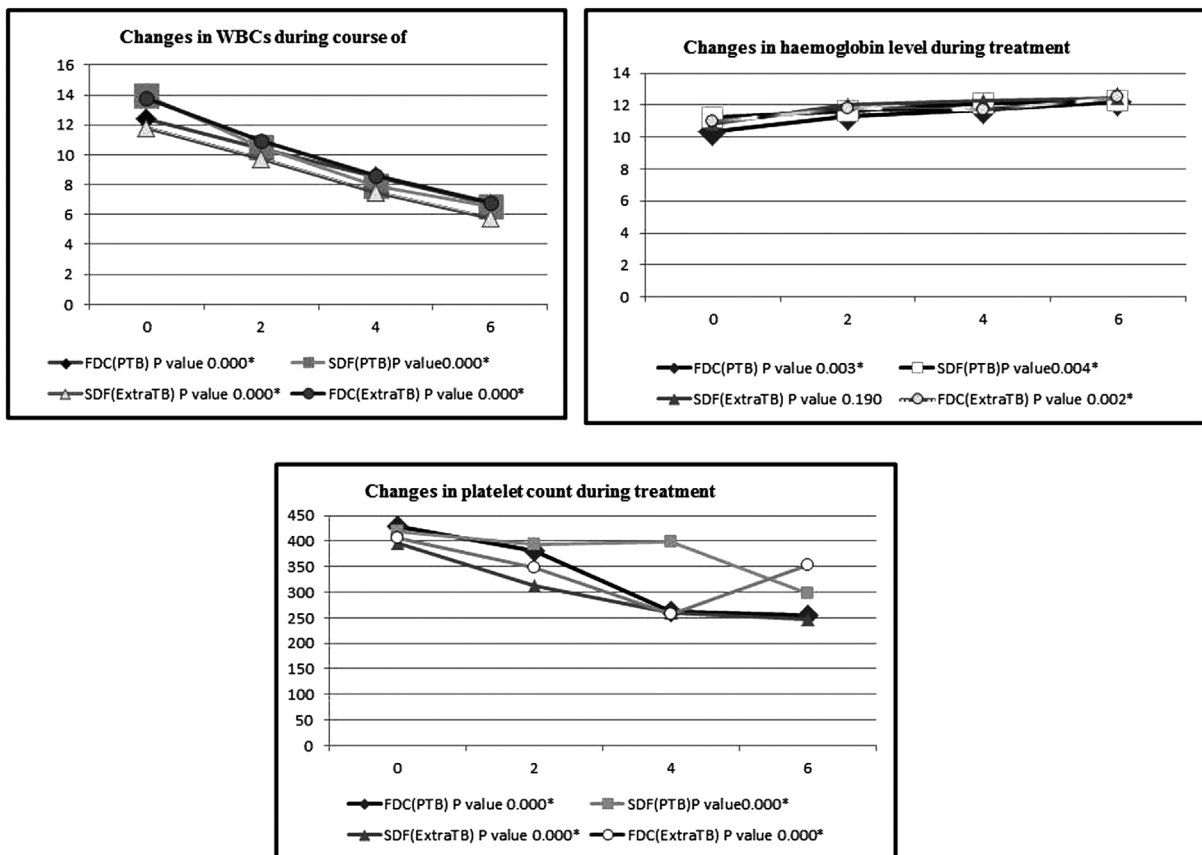 Changes in WBCs during course of
16
14
12
10
8
6
4
2
0
0 2 4 6
FDC(PTB) P value 0.000* SDF(PTB)P value0.000*
SDF(ExtraTB) P value 0.000* FDC(ExtraTB) P value 0.000*
Changes in haemoglobin level during treatment
14
12
10
8
6
4
2
0
0 2 4 6
FDC(PTB) P value 0.003* SDF(PTB)P value0.004*
SDF(ExtraTB) P value 0.190 FDC(ExtraTB) P value 0.002*
Changes in platelet count during treatment
450
400
350
300
250
200
150
100
50
0
0 2 4 6
FDC(PTB) P value 0.000* SDF(PTB)P value0.000*
SDF(ExtraTB) P value 0.000* FDC(ExtraTB) P value 0.000*